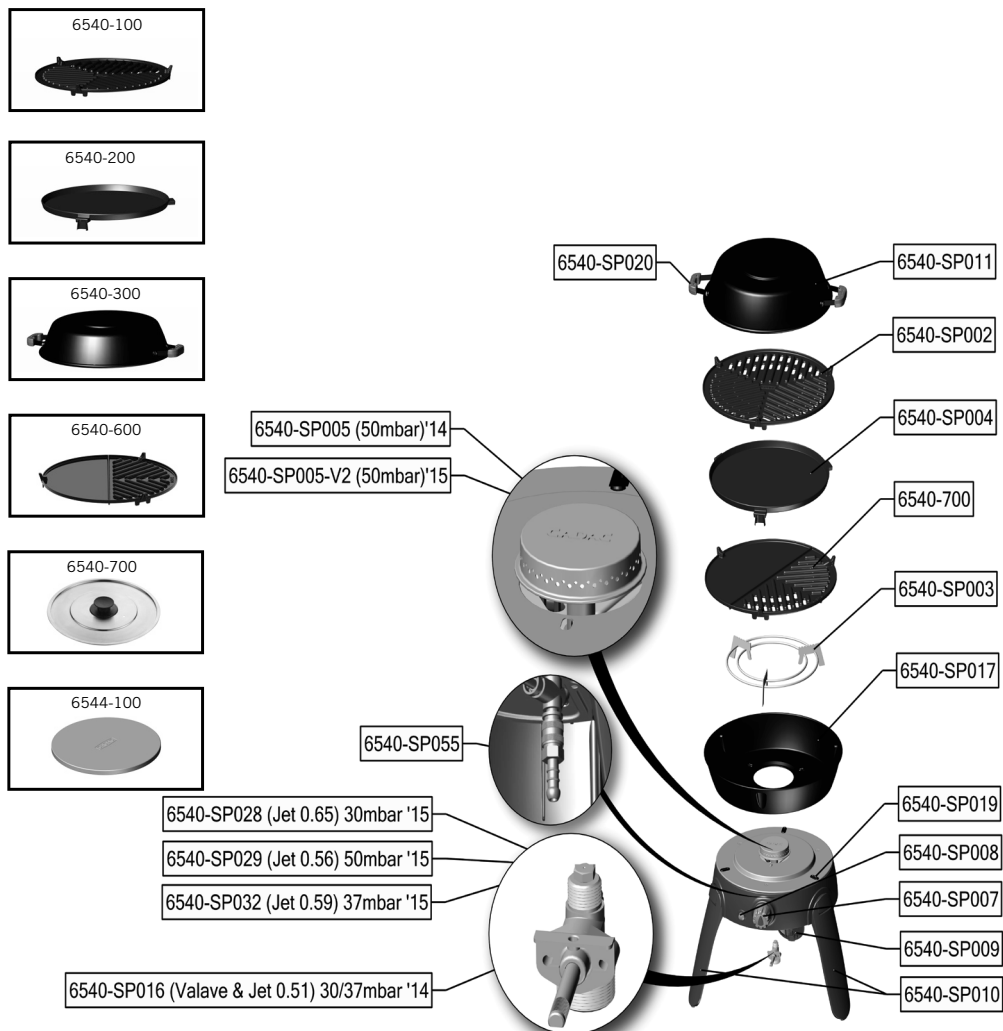 6540-100
6540-200
6540-300
6540-600
6540-700
6544-100
6540-SP020
6540-SP011
6540-SP002
6540-SP005 (50mbar)'14
6540-SP004
6540-SP005-V2 (50mbar)'15
6540-700
CADAC
6540-SP003
6540-SP017
6540-SP055
6540-SP028 (Jet 0.65) 30mbar '15
6540-SP019
6540-SP029 (Jet 0.56) 50mbar '15
6540-SP008
6540-SP032 (Jet 0.59) 37mbar '15
6540-SP007
6540-SP009
6540-SP016 (Valave & Jet 0.51) 30/37mbar '14
6540-SP010